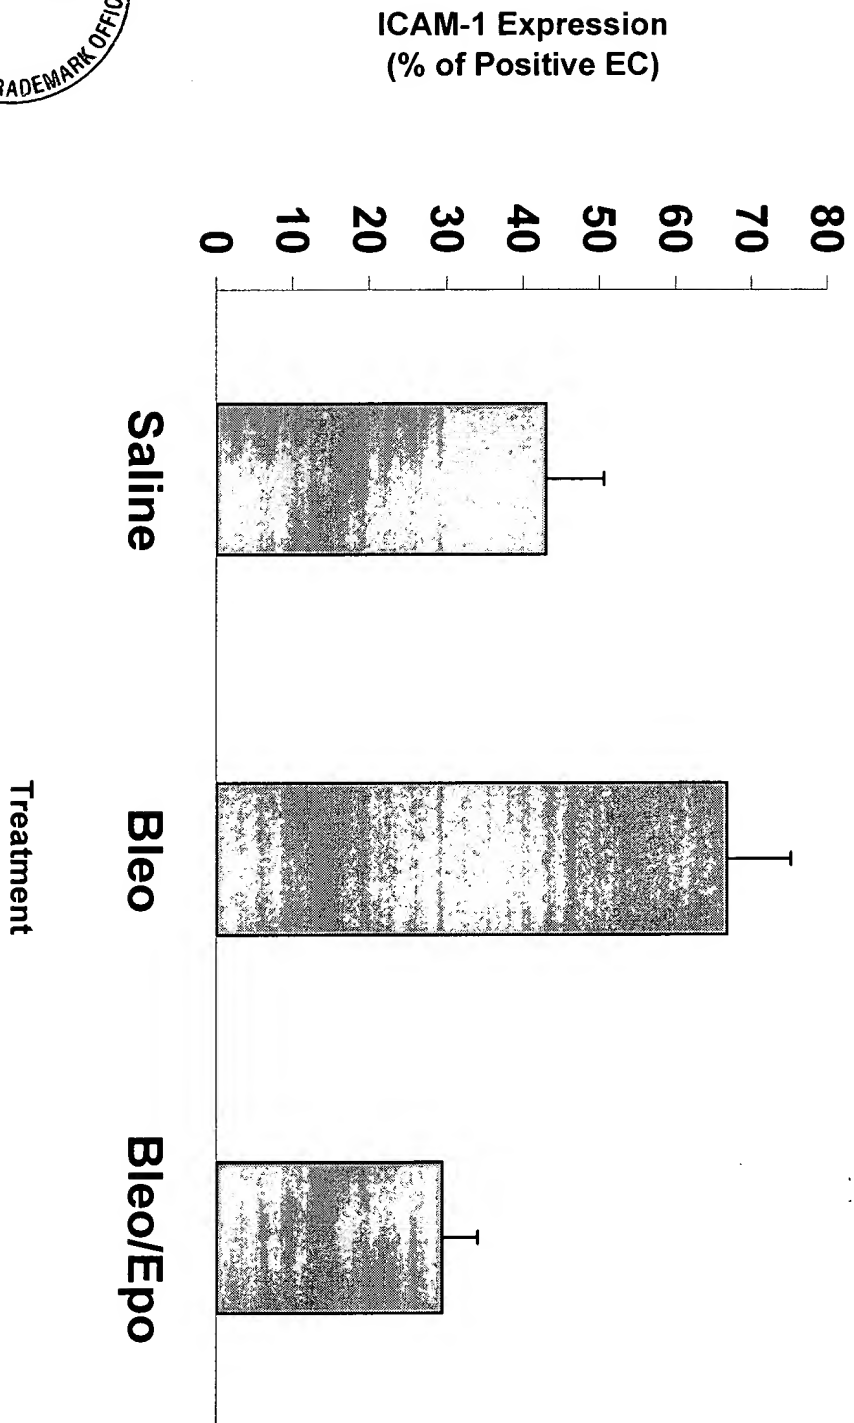 RADEMARK OFFIC
ICAM-1 Expression
(% of Positive EC)
80
70
60
50
40
30
20
10
0
Saline
Bleo
Bleo/Epo
Treatment